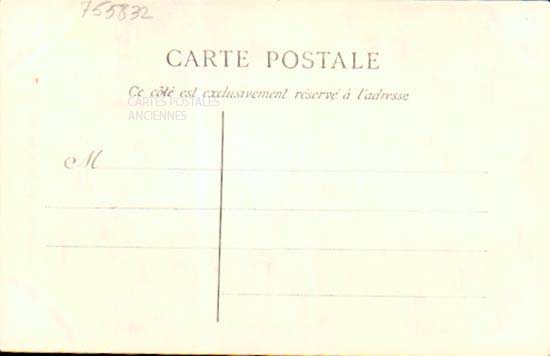 755832
CARTE POSTALE
Ce côté est exclusivement réservé à l'adresse
CARTES POSTALES
ANCIENNES
M